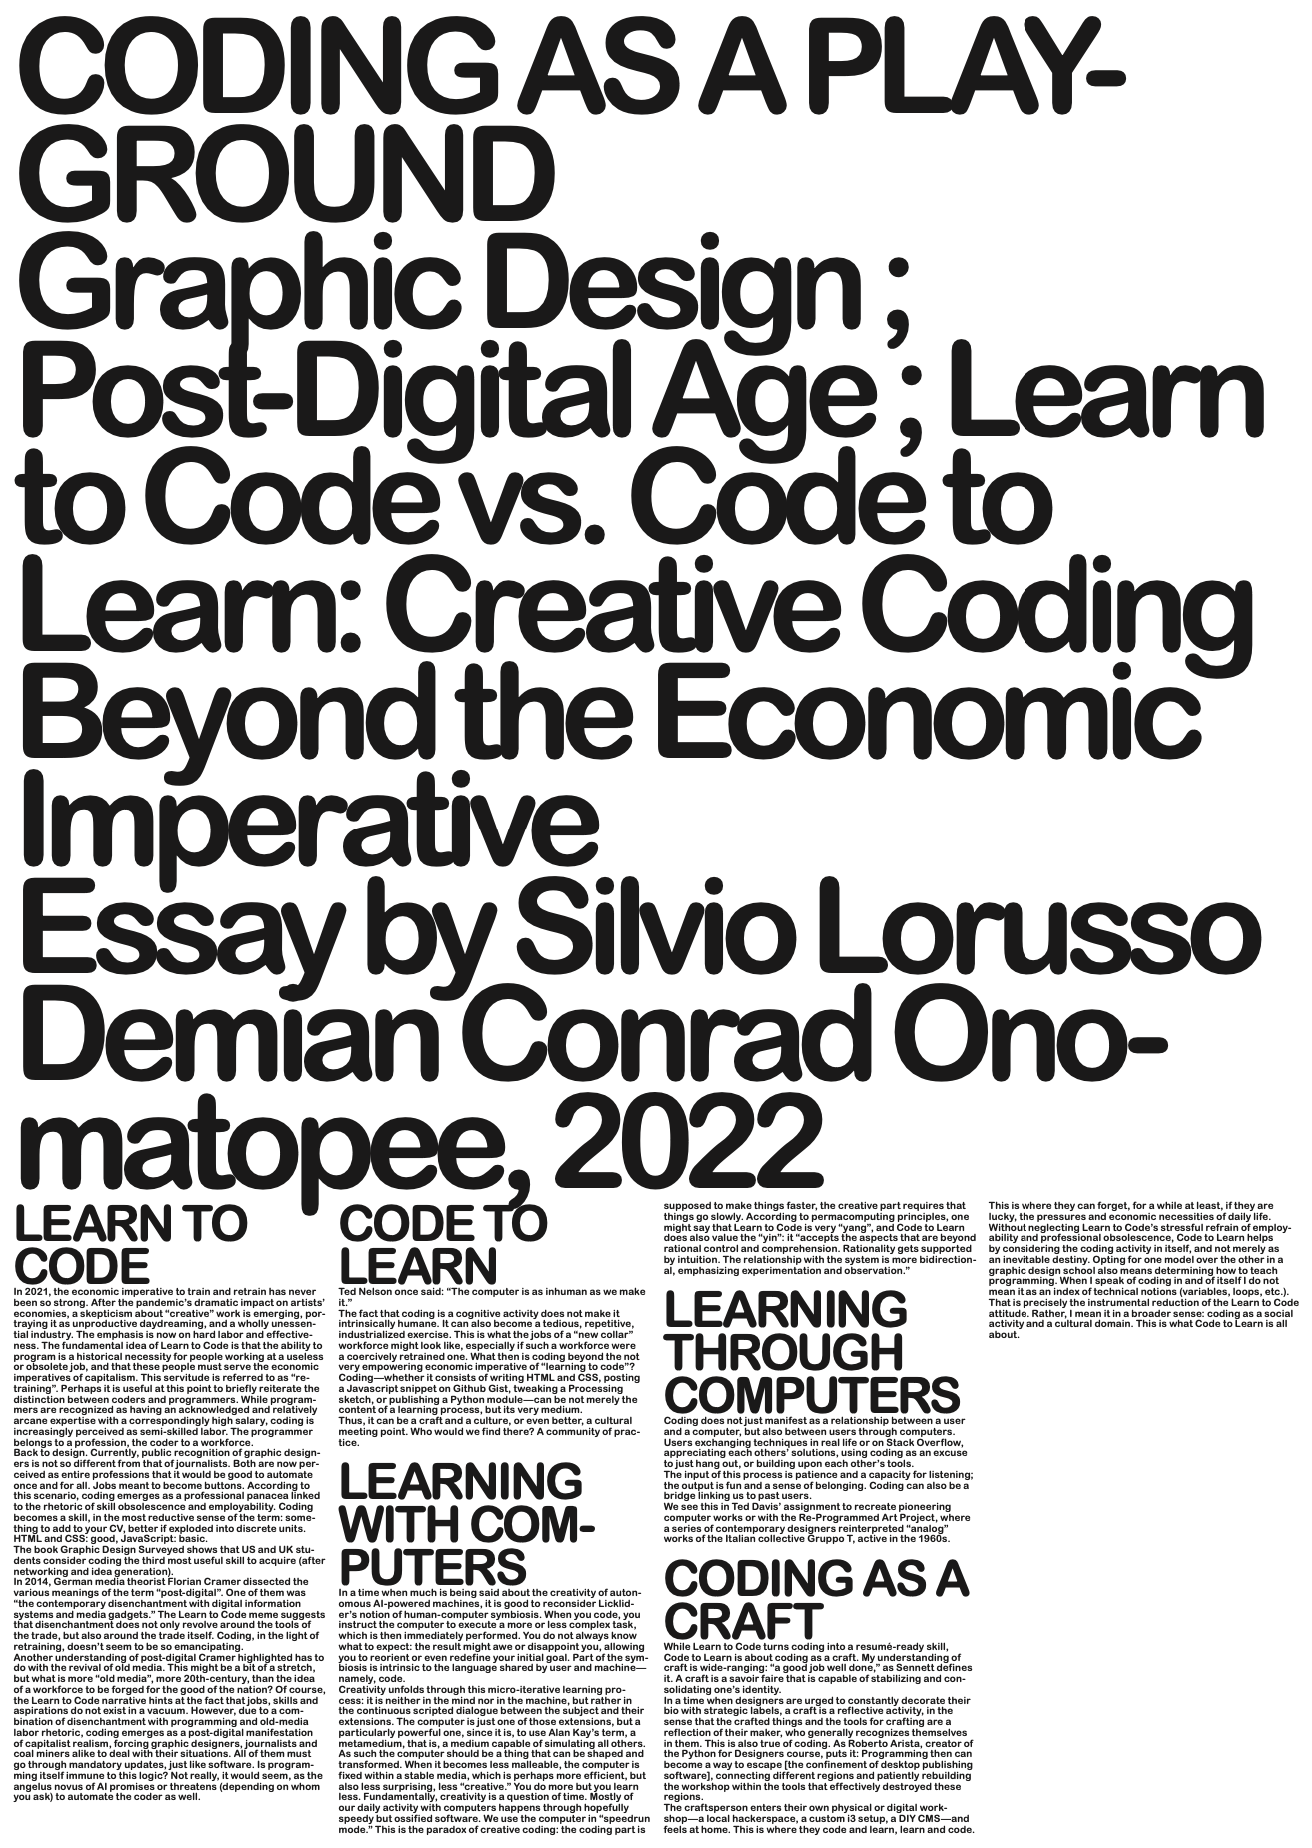 CODING AS A PLAY-
GROUND
Graphic Design ;
Post-Digital Age ; Learn
to Code vs. Code to
Learn: Creative Coding
Beyond the Economic
Imperative
Essay by Silvio Lorusso
Demian Conrad Ono-
matopee, 2022
LEARN TO
CODE
In 2021, the economic imperative to train and retrain has never
been so strong. After the pandemic's dramatic impact on artists'
economies, a skepticism about “creative” work is emerging, por-
traying it as unproductive daydreaming, and a wholly unessen-
tial industry. The emphasis is now on hard labor and effective-
ness. The fundamental idea of Learn to Code is that the ability to
program is a historical necessity for people working at a useless
or obsolete job, and that these people must serve the economic
imperatives of capitalism. This servitude is referred to as “re-
training”. Perhaps it is useful at this point to briefly reiterate the
distinction between coders and programmers. While program-
mers are recognized as having an acknowledged and relatively
arcane expertise with a correspondingly high salary, coding is
increasingly perceived as semi-skilled labor. The programmer
belongs to a profession, the coder to a workforce.
Back to design. Currently, public recognition of graphic design-
ers is not so different from that of journalists. Both are now per-
ceived as entire professions that it would be good to automate
once and for all. Jobs meant to become buttons. According to
this scenario, coding emerges as a professional panacea linked
to the rhetoric of skill obsolescence and employability. Coding
becomes a skill, in the most reductive sense of the term: some-
thing to add to your CV, better if exploded into discrete units.
HTML and CSS: good, JavaScript: basic.
The book Graphic Design Surveyed shows that US and UK stu-
dents consider coding the third most useful skill to acquire (after
networking and idea generation).
In 2014, German media theorist Florian Cramer dissected the
various meanings of the term “post-digital”. One of them was
“the contemporary disenchantment with digital information
systems and media gadgets.” The Learn to Code meme suggests
that disenchantment does not only revolve around the tools of
the trade, but also around the trade itself. Coding, in the light of
retraining, doesn't seem to be so emancipating.
Another understanding of post-digital Cramer highlighted has to
do with the revival of old media. This might be a bit of a stretch,
but what is more “old media”, more 20th-century, than the idea
of a workforce to be forged for the good of the nation? Of course,
the Learn to Code narrative hints at the fact that jobs, skills and
aspirations do not exist in a vacuum. However, due to a com-
bination of disenchantment with programming and old-media
labor rhetoric, coding emerges as a post-digital manifestation
of capitalist realism, forcing graphic designers, journalists and
coal miners alike to deal with their situations. All of them must
go through mandatory updates, just like software. Is program-
ming itself immune to this logic? Not really, it would seem, as the
angelus novus of AI promises or threatens (depending on whom
you ask) to automate the coder as well.
CODE TO
LEARN
Ted Nelson once said: “The computer is as inhuman as we make
it.”
The fact that coding is a cognitive activity does not make it
intrinsically humane. It can also become a tedious, repetitive,
industrialized exercise. This is what the jobs of a “new collar”
workforce might look like, especially if such a workforce were
a coercively retrained one. What then is coding beyond the not
very empowering economic imperative of “learning to code”?
Coding—whether it consists of writing HTML and CSS, posting
a Javascript snippet on Github Gist, tweaking a Processing
sketch, or publishing a Python module—can be not merely the
content of a learning process, but its very medium.
Thus, it can be a craft and a culture, or even better, a cultural
meeting point. Who would we find there? A community of prac-
tice.
LEARNING
WITH COM-
PUTERS
In a time when much is being said about the creativity of auton-
omous AI-powered machines, it is good to reconsider Licklid-
er's notion of human-computer symbiosis. When you code, you
instruct the computer to execute a more or less complex task,
which is then immediately performed. You do not always know
what to expect: the result might awe or disappoint you, allowing
you to reorient or even redefine your initial goal. Part of the sym-
biosis is intrinsic to the language shared by user and machine—
namely, code.
Creativity unfolds through this micro-iterative learning pro-
cess: it is neither in the mind nor in the machine, but rather in
the continuous scripted dialogue between the subject and their
extensions. The computer is just one of those extensions, but a
particularly powerful one, since it is, to use Alan Kay's term, a
metamedium, that is, a medium capable of simulating all others.
As such the computer should be a thing that can be shaped and
transformed. When it becomes less malleable, the computer is
fixed within a stable media, which is perhaps more efficient, but
also less surprising, less “creative.” You do more but you learn
less. Fundamentally, creativity is a question of time. Mostly of
our daily activity with computers happens through hopefully
speedy but ossified software. We use the computer in “speedrun
mode.” This is the paradox of creative coding: the coding part is
supposed to make things faster, the creative part requires that
things go slowly. According to permacomputing principles, one
might say that Learn to Code is very “yang”, and Code to Learn
does also value the “yin”: it “accepts the aspects that are beyond
rational control and comprehension. Rationality gets supported
by intuition. The relationship with the system is more bidirection-
al, emphasizing experimentation and observation.”
LEARNING
THROUGH
COMPUTERS
Coding does not just manifest as a relationship between a user
and a computer, but also between users through computers.
Users exchanging techniques in real life or on Stack Overflow,
appreciating each others' solutions, using coding as an excuse
to just hang out, or building upon each other's tools.
The input of this process is patience and a capacity for listening;
the output is fun and a sense of belonging. Coding can also be a
bridge linking us to past users.
We see this in Ted Davis' assignment to recreate pioneering
computer works or with the Re-Programmed Art Project, where
a series of contemporary designers reinterpreted “analog”
works of the Italian collective Gruppo T, active in the 1960s.
CODING AS A
CRAFT
While Learn to Code turns coding into a resumé-ready skill,
Code to Learn is about coding as a craft. My understanding of
craft is wide-ranging: “a good job well done,” as Sennett defines
it. A craft is a savoir faire that is capable of stabilizing and con-
solidating one's identity.
In a time when designers are urged to constantly decorate their
bio with strategic labels, a craft is a reflective activity, in the
sense that the crafted things and the tools for crafting are a
reflection of their maker, who generally recognizes themselves
in them. This is also true of coding. As Roberto Arista, creator of
the Python for Designers course, puts it: Programming then can
become a way to escape [the confinement of desktop publishing
software], connecting different regions and patiently rebuilding
the workshop within the tools that effectively destroyed these
regions.
The craftsperson enters their own physical or digital work-
shop—a local hackerspace, a custom i3 setup, a DIY CMS—and
feels at home. This is where they code and learn, learn and code.
This is where they can forget, for a while at least, if they are
lucky, the pressures and economic necessities of daily life.
Without neglecting Learn to Code's stressful refrain of employ-
ability and professional obsolescence, Code to Learn helps
by considering the coding activity in itself, and not merely as
an inevitable destiny. Opting for one model over the other in a
graphic design school also means determining how to teach
programming. When I speak of coding in and of itself I do not
mean it as an index of technical notions (variables, loops, etc.).
That is precisely the instrumental reduction of the Learn to Code
attitude. Rather, I mean it in a broader sense: coding as a social
activity and a cultural domain. This is what Code to Learn is all
about.